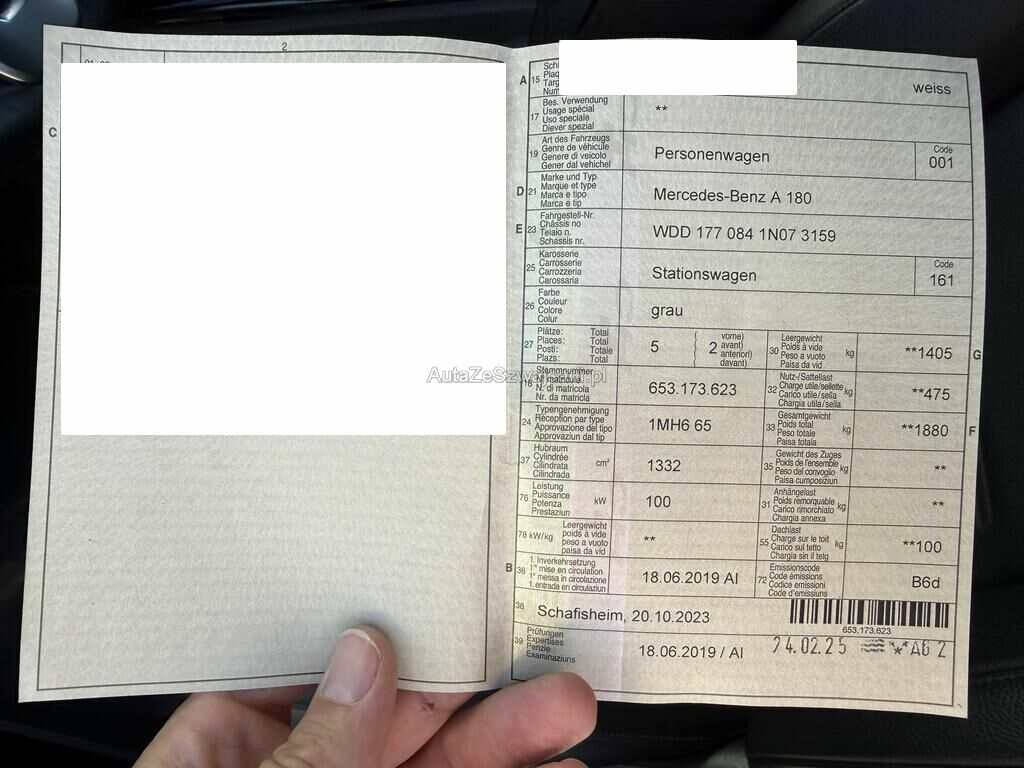 2
C
A 15
weiss
17 Bes. Verwendung
Usage spécial
Uso speciale
Diever spezial
**
19 Art des Fahrzeugs
Genre de véhicule
Genere di veicolo
Gener dal vehichel
Personenwagen
Code
001
D 21 Marke und Typ
Marque et type
Marca e tipo
Marca e tip
Mercedes-Benz A 180
E 23 Fahrgestell-Nr.
Châssis no
Telaio n.
Schassis nr.
WDD 177 084 1N07 3159
25 Karosserie
Carrosserie
Carrozzeria
Carossaria
Stationswagen
Code
161
26 Farbe
Couleur
Colore
Colur
grau
27 Plätze: Total
Places: Total
Posti: Totale
Plazs: Total
5
( 2 vorne)
avant)
anteriori)
davant)
30 Leergewicht
Poids à vide
Peso a vuoto
Paisa da vid
kg
**1405
G
AutaZeSzwajcarii.pl
18 Stammnummer
N° matricule
N. di matricola
Nr. da matricla
653.173.623
32 Nutz-/Sattellast
Charge utile/sellette
Carico utile/sella
Chargia utila/sella
kg
**475
24 Typengenehmigung
Réception par type
Approvazione del tipo
Approvaziun dal tip
1MH6 65
33 Gesamtgewicht
Poids total
Peso totale
Paisa totala
kg
**1880
F
37 Hubraum
Cylindrée
Cilindrata
Cilindrada
cm³
1332
35 Gewicht des Zuges
Poids de l'ensemble
Peso del convoglio
Paisa cumposiziun
kg
**
76 Leistung
Puissance
Potenza
Prestaziun
kW
100
31 Anhängelast
Poids remorquable
Carico rimorchiato
Chargia annexa
kg
**
78 kW/kg
Leergewicht
poids à vide
peso a vuoto
paisa da vid
**
55 Dachlast
Charge sur le toit
Carico sul tetto
Chargia sin il tetg
kg
**100
B 36 1. Inverkehrsetzung
1re mise en circulation
1a messa in circolazione
1. entrada en circulaziun
18.06.2019 AI
72 Emissionscode
Code émissions
Codice emissioni
Code d'emissiuns
B6d
38 Schafisheim, 20.10.2023
653.173.623
39 Prüfungen
Expertises
Perizie
Examinaziuns
18.06.2019 / AI
24.02.25
AG 2